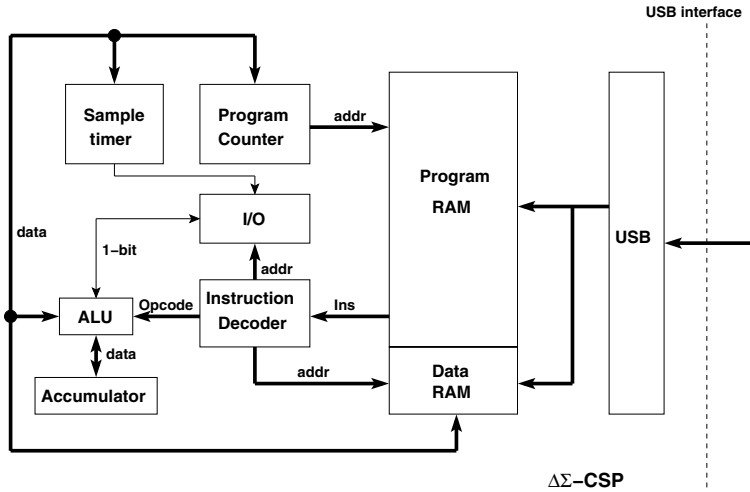 USB interface
Sample
timer
Program
Counter
addr
Program
RAM
I/O
data
1−bit
addr
USB
Opcode
Instruction
Decoder
Ins
ALU
data
addr
Data
RAM
Accumulator
ΔΣ−CSP